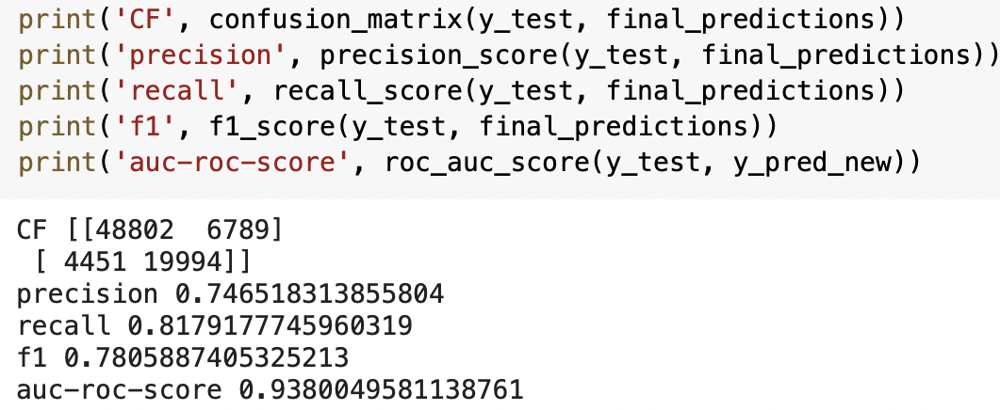 print('CF', confusion_matrix(y_test, final_predictions))
print('precision', precision_score(y_test, final_predictions))
print('recall', recall_score(y_test, final_predictions))
print('f1', f1_score(y_test, final_predictions))
print('auc-roc-score', roc_auc_score(y_test, y_pred_new))
CF [[48802  6789]
 [ 4451 19994]]
precision 0.746518313855804
recall 0.8179177745960319
f1 0.7805887405325213
auc-roc-score 0.9380049581138761